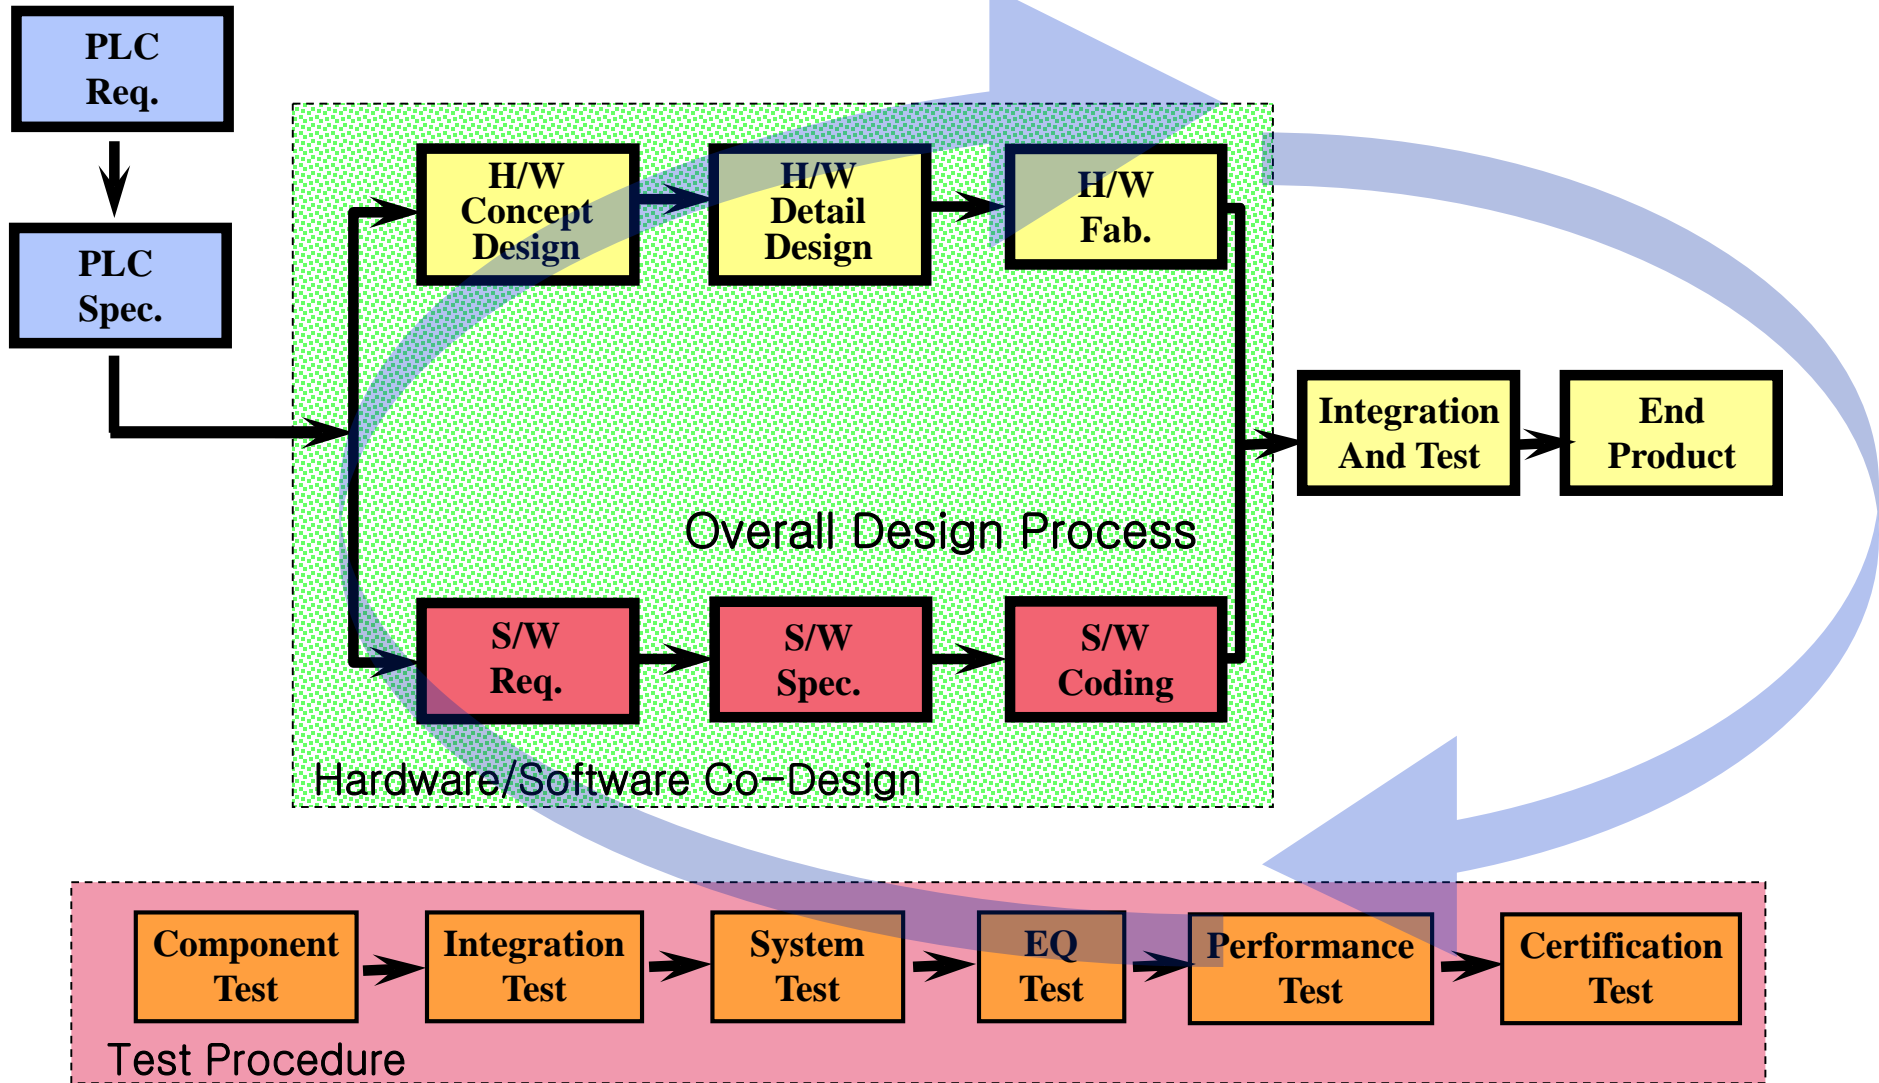 PLC
Req.
PLC
Spec.
H/W
Concept
Design
H/W
Detail
Design
H/W
Fab.
Integration
And Test
End
Product
Overall Design Process
S/W
Req.
S/W
Spec.
S/W
Coding
Hardware/Software Co-Design
Component
Test
Integration
Test
System
Test
EQ
Test
Performance
Test
Certification
Test
Test Procedure